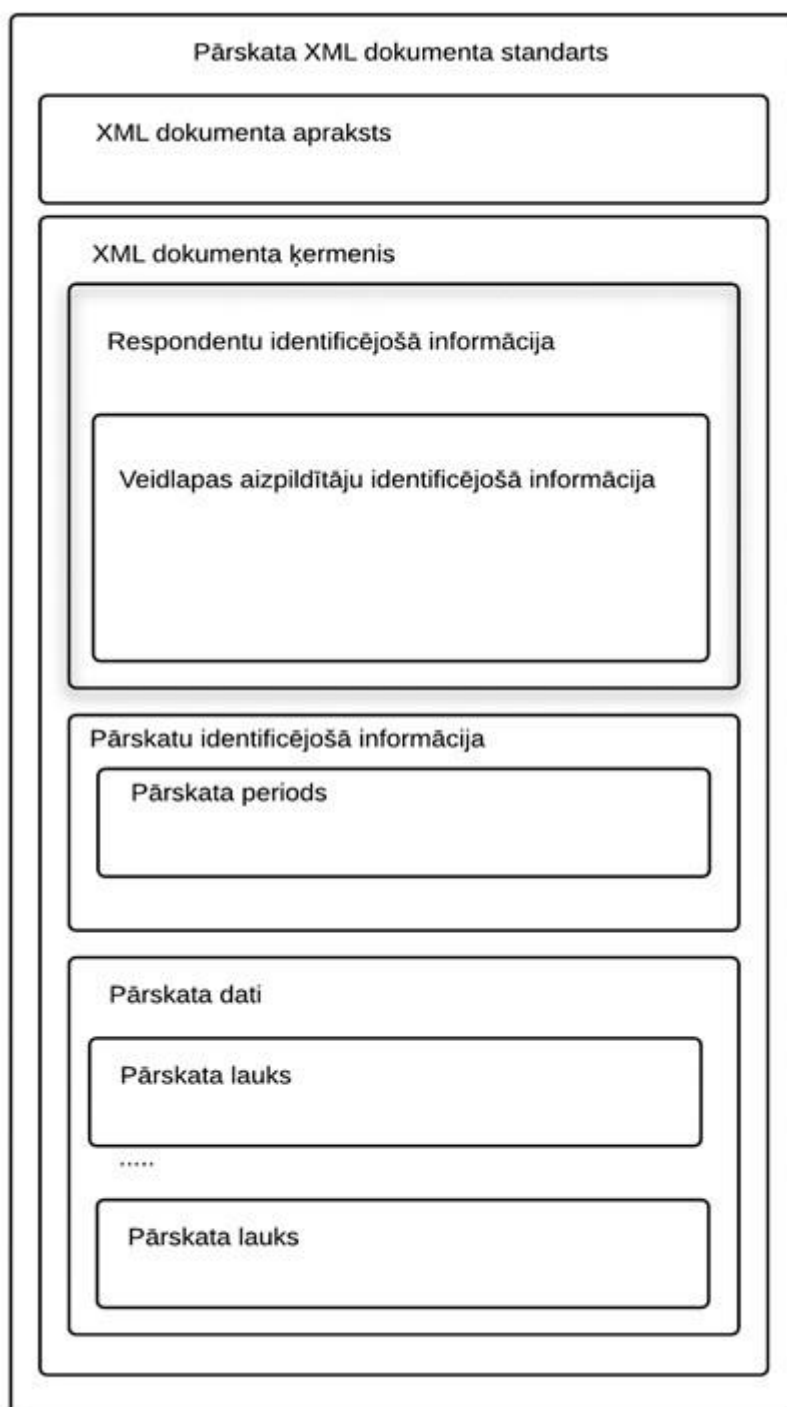 Pārskata XML dokumenta standarts
XML dokumenta apraksts
XML dokumenta ķermenis
Respondentu identificējošā informācija
Veidlapas aizpildītāju identificējošā informācija
Pārskatu identificējošā informācija
Pārskata periods
Pārskata dati
Pārskata lauks
.....
Pārskata lauks